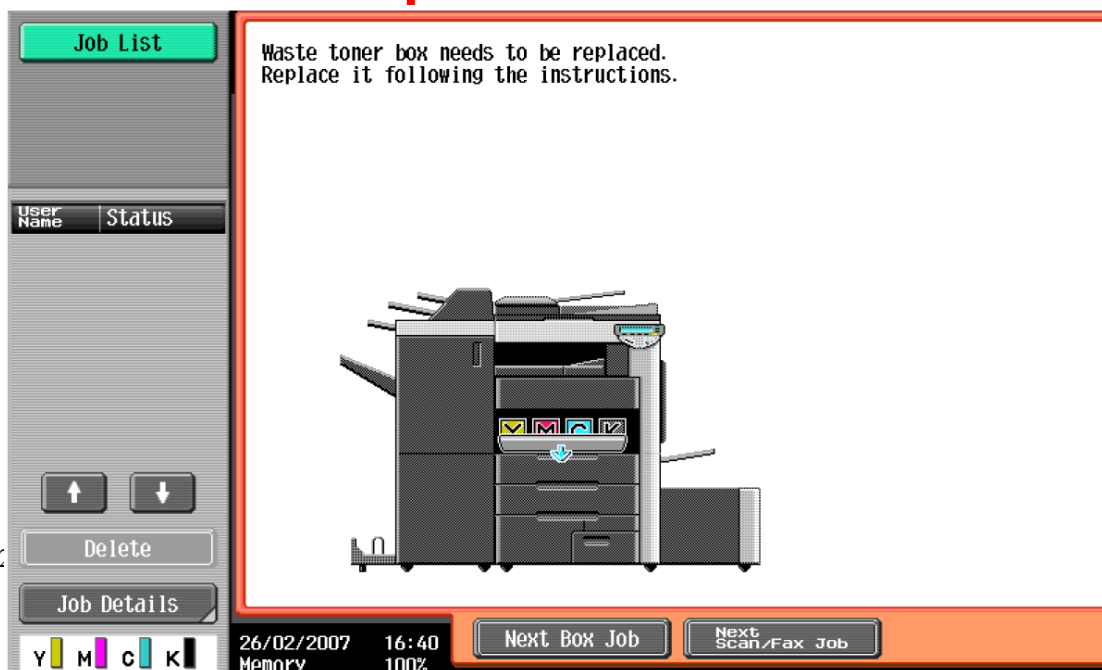 Job List
Waste toner box needs to be replaced.
Replace it following the instructions.
User Name Status
Y M C K
Delete
Job Details
Y M C K
26/02/2007 16:40
Memory 100%
Next Box Job
Next Scan/Fax Job